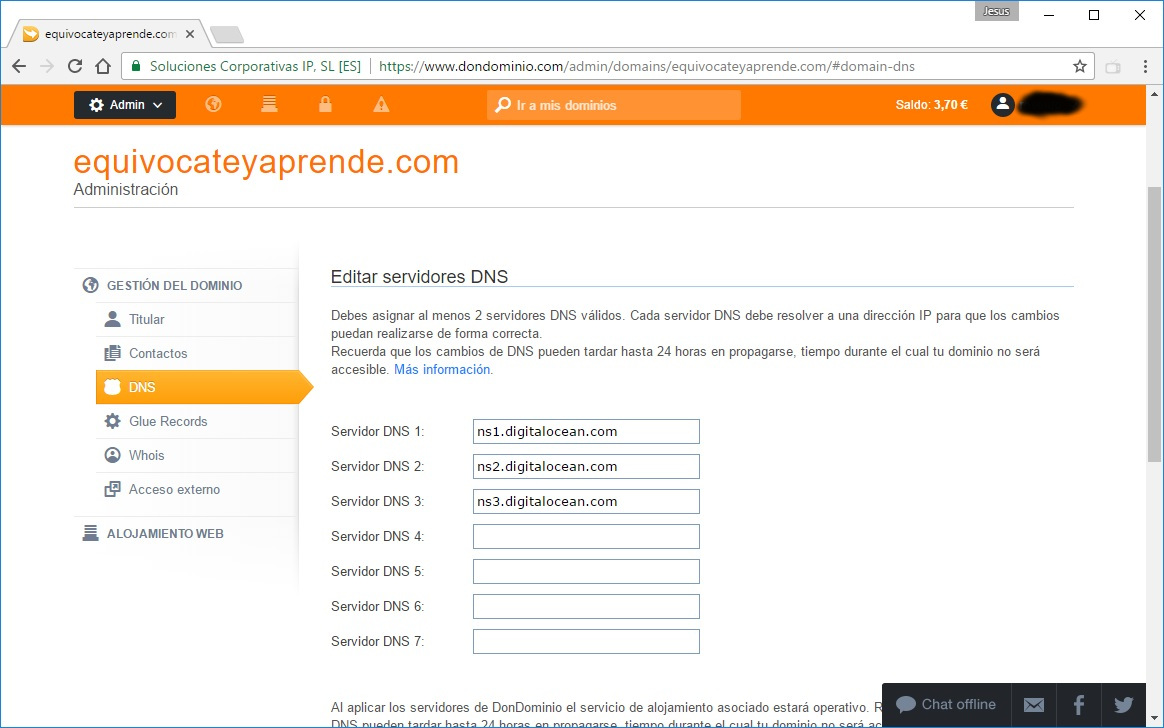 Jesus
equivocateyaprende.com
Soluciones Corporativas IP, SL [ES] https://www.dondominio.com/admin/domains/equivocateyaprende.com/#domain-dns
Admin Ir a mis dominios Saldo: 3,70 €
equivocateyaprende.com
Administración
GESTIÓN DEL DOMINIO
Titular
Contactos
DNS
Glue Records
Whois
Acceso externo
ALOJAMIENTO WEB
Editar servidores DNS
Debes asignar al menos 2 servidores DNS válidos. Cada servidor DNS debe resolver a una dirección IP para que los cambios
puedan realizarse de forma correcta.
Recuerda que los cambios de DNS pueden tardar hasta 24 horas en propagarse, tiempo durante el cual tu dominio no será
accesible. Más información.
Servidor DNS 1: ns1.digitalocean.com
Servidor DNS 2: ns2.digitalocean.com
Servidor DNS 3: ns3.digitalocean.com
Servidor DNS 4:
Servidor DNS 5:
Servidor DNS 6:
Servidor DNS 7:
Al aplicar los servidores de DonDominio el servicio de alojamiento asociado estará operativo.
DNS pueden tardar hasta 24 horas en propagarse, tiempo durante el cual tu dominio no será
Chat offline